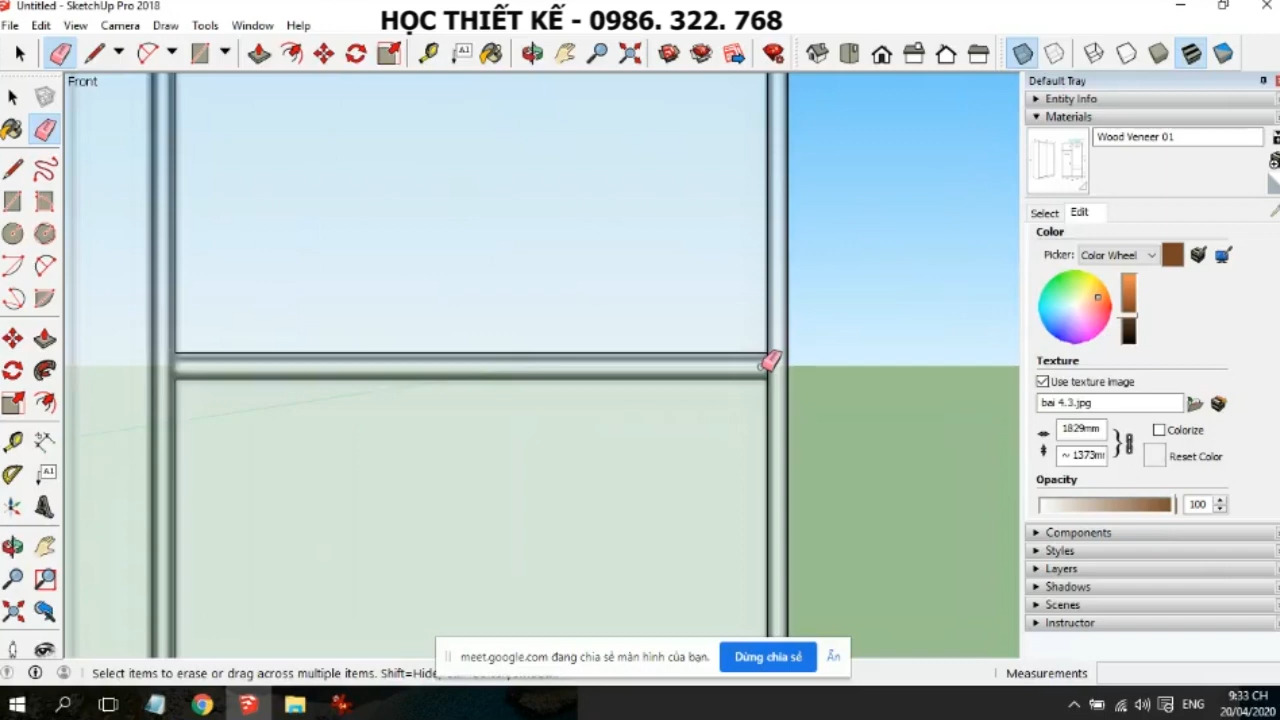 Untitled - SketchUp Pro 2018
HỌC THIẾT KẾ - 0986. 322. 768
File Edit View Camera Draw Tools Window Help
Front
Default Tray
Entity Info
Materials
Wood Veneer 01
Select Edit
Color
Picker: Color Wheel
Texture
Use texture image
bai 4.3.jpg
1829mm
Colorize
~ 1373m
Reset Color
Opacity
100
Components
Styles
Layers
Shadows
Scenes
Instructor
meet.google.com đang chia sẻ màn hình của bạn. Dừng chia sẻ Ẩn
Select items to erase or drag across multiple items. Shift=Hide,
Measurements
ENG
9:33 CH
20/04/2020